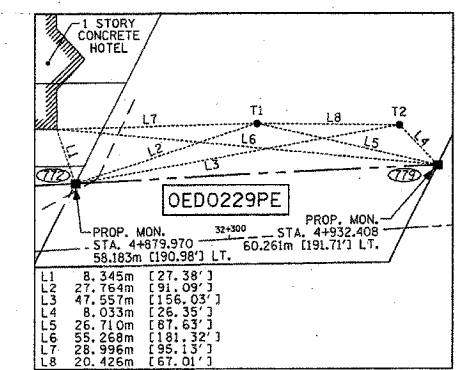 1 STORY
CONCRETE
HOTEL
T1
T2
L7
L8
L6
L4
L1
L2
L5
L3
772
779
OED0229PE
PROP. MON.
STA. 4+879.970
58.183m [190.98'] LT.
32+300
PROP. MON.
STA. 4+932.408
60.261m [191.71'] LT.
L1 8.345m [27.38']
L2 27.764m [91.09']
L3 47.557m [156.03']
L4 8.033m [26.35']
L5 26.710m [87.63']
L6 55.268m [181.32']
L7 28.996m [95.13']
L8 20.426m [67.01']